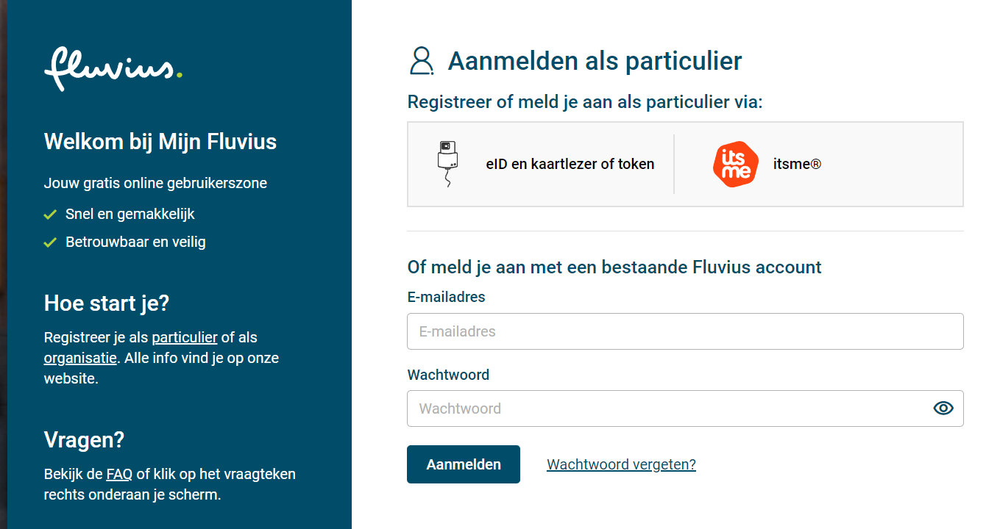 fluvius.
Welkom bij Mijn Fluvius
Jouw gratis online gebruikerszone
Snel en gemakkelijk
Betrouwbaar en veilig
Hoe start je?
Registreer je als particulier of als
organisatie. Alle info vind je op onze
website.
Vragen?
Bekijk de FAQ of klik op het vraagteken
rechts onderaan je scherm.
Aanmelden als particulier
Registreer of meld je aan als particulier via:
eID en kaartlezer of token
its
me
itsme®
Of meld je aan met een bestaande Fluvius account
E-mailadres
E-mailadres
Wachtwoord
Wachtwoord
Aanmelden
Wachtwoord vergeten?